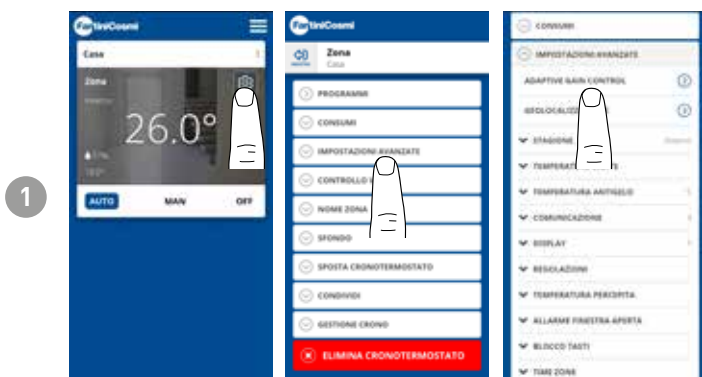 1
FantiniCosmi
Casa
Zona
26.0°
AUTO MAN OFF
FantiniCosmi
Zona
Casa
PROGRAMMI
CONSUMI
IMPOSTAZIONI AVANZATE
CONTROLLO
NOME ZONA
SFONDO
SPOSTA CRONOTERMOSTATO
CONDIVIDI
GESTIONE CRONO
ELIMINA CRONOTERMOSTATO
CONSUMI
IMPOSTAZIONI AVANZATE
ADAPTIVE GAIN CONTROL
STAGIONE
TEMPERATURA ANTIGELO
COMUNICAZIONE
DISPLAY
REGOLAZIONI
TEMPERATURA PERCEPITA
ALLARME FINESTRA APERTA
BLOCCO TASTI
TIME ZONE